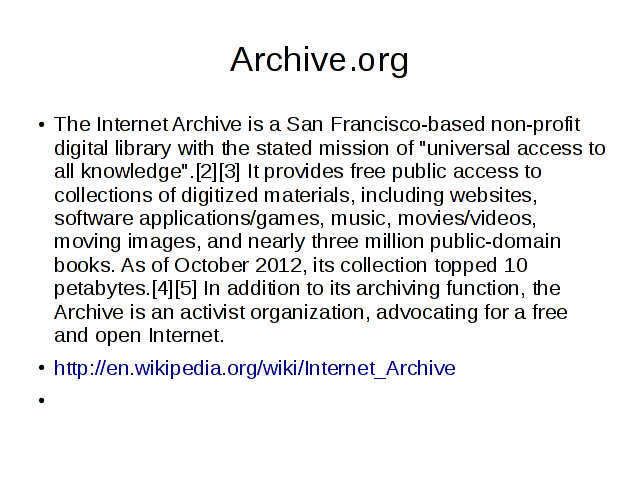 Archive.org
• The Internet Archive is a San Francisco-based non-profit
digital library with the stated mission of "universal access to
all knowledge".[2][3] It provides free public access to
collections of digitized materials, including websites,
software applications/games, music, movies/videos,
moving images, and nearly three million public-domain
books. As of October 2012, its collection topped 10
petabytes.[4][5] In addition to its archiving function, the
Archive is an activist organization, advocating for a free
and open Internet.
• http://en.wikipedia.org/wiki/Internet_Archive
•